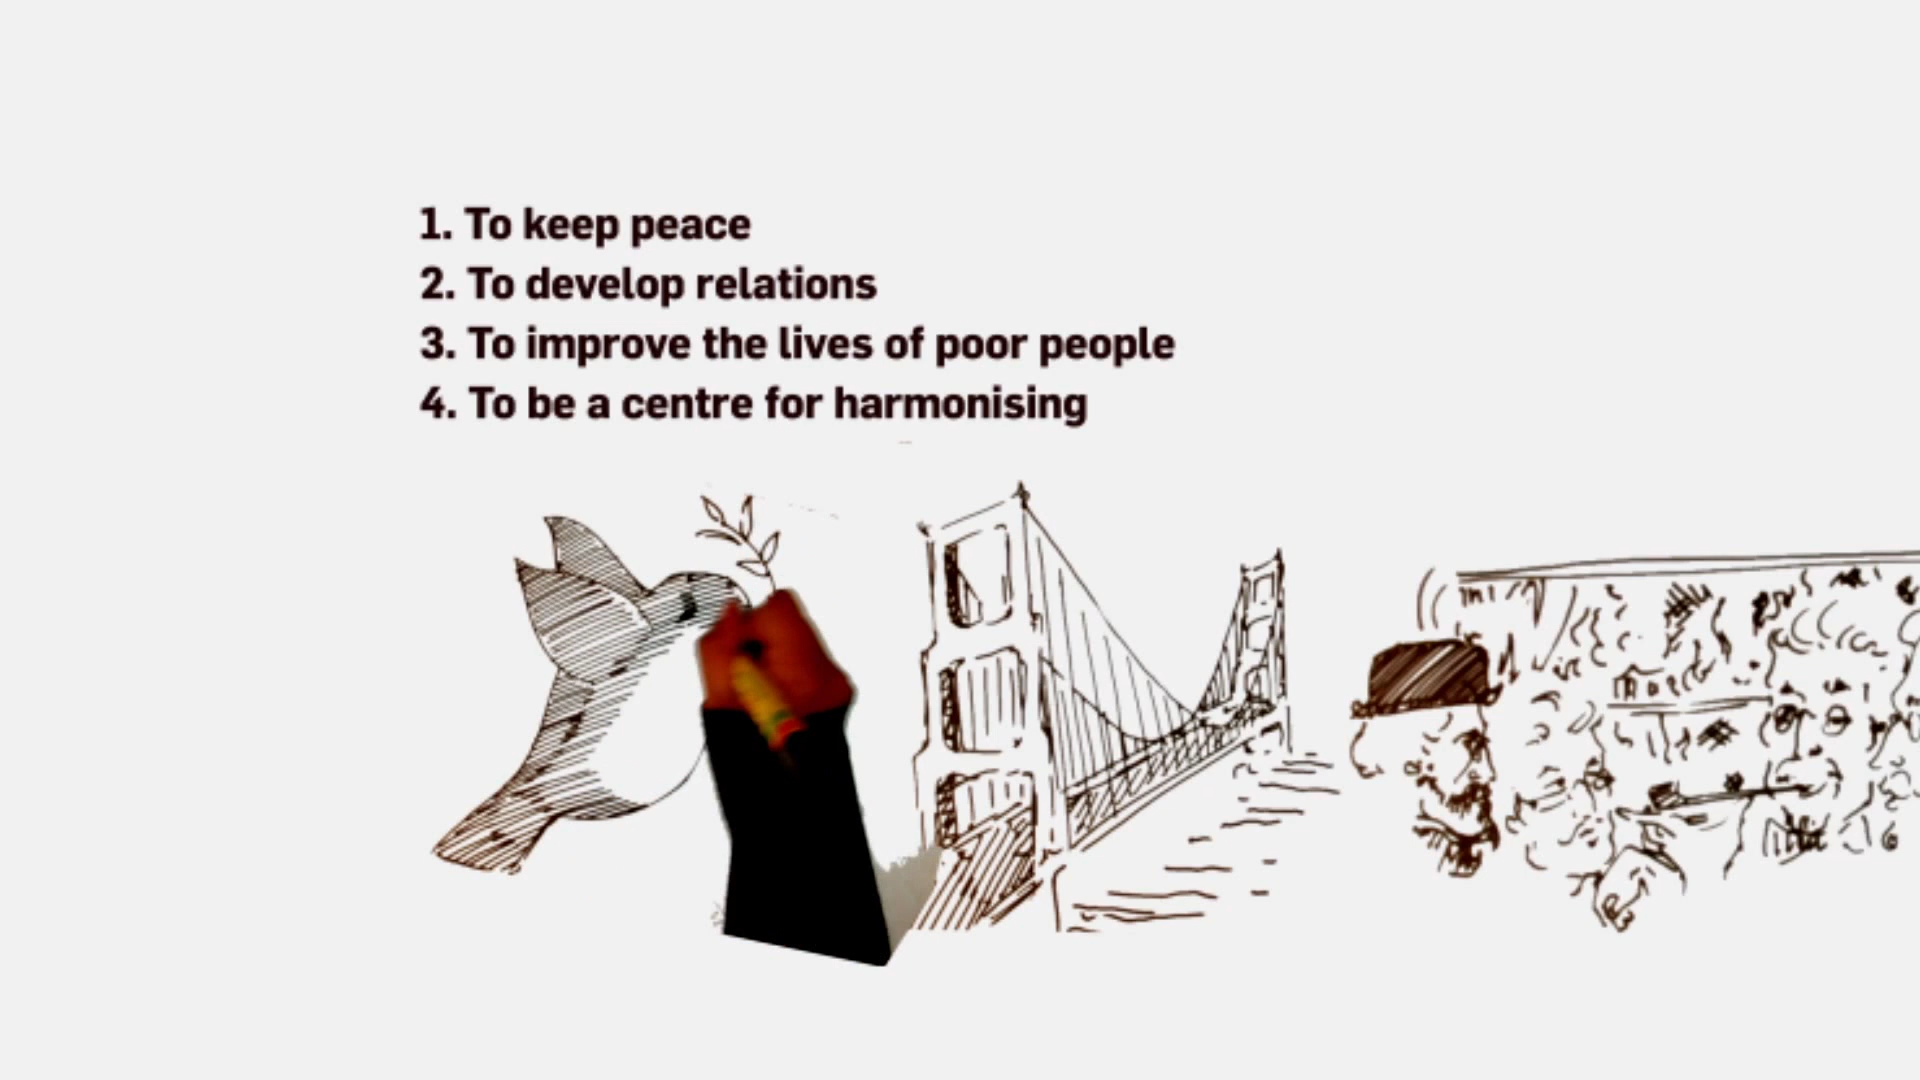 1. To keep peace
2. To develop relations
3. To improve the lives of poor people
4. To be a centre for harmonising